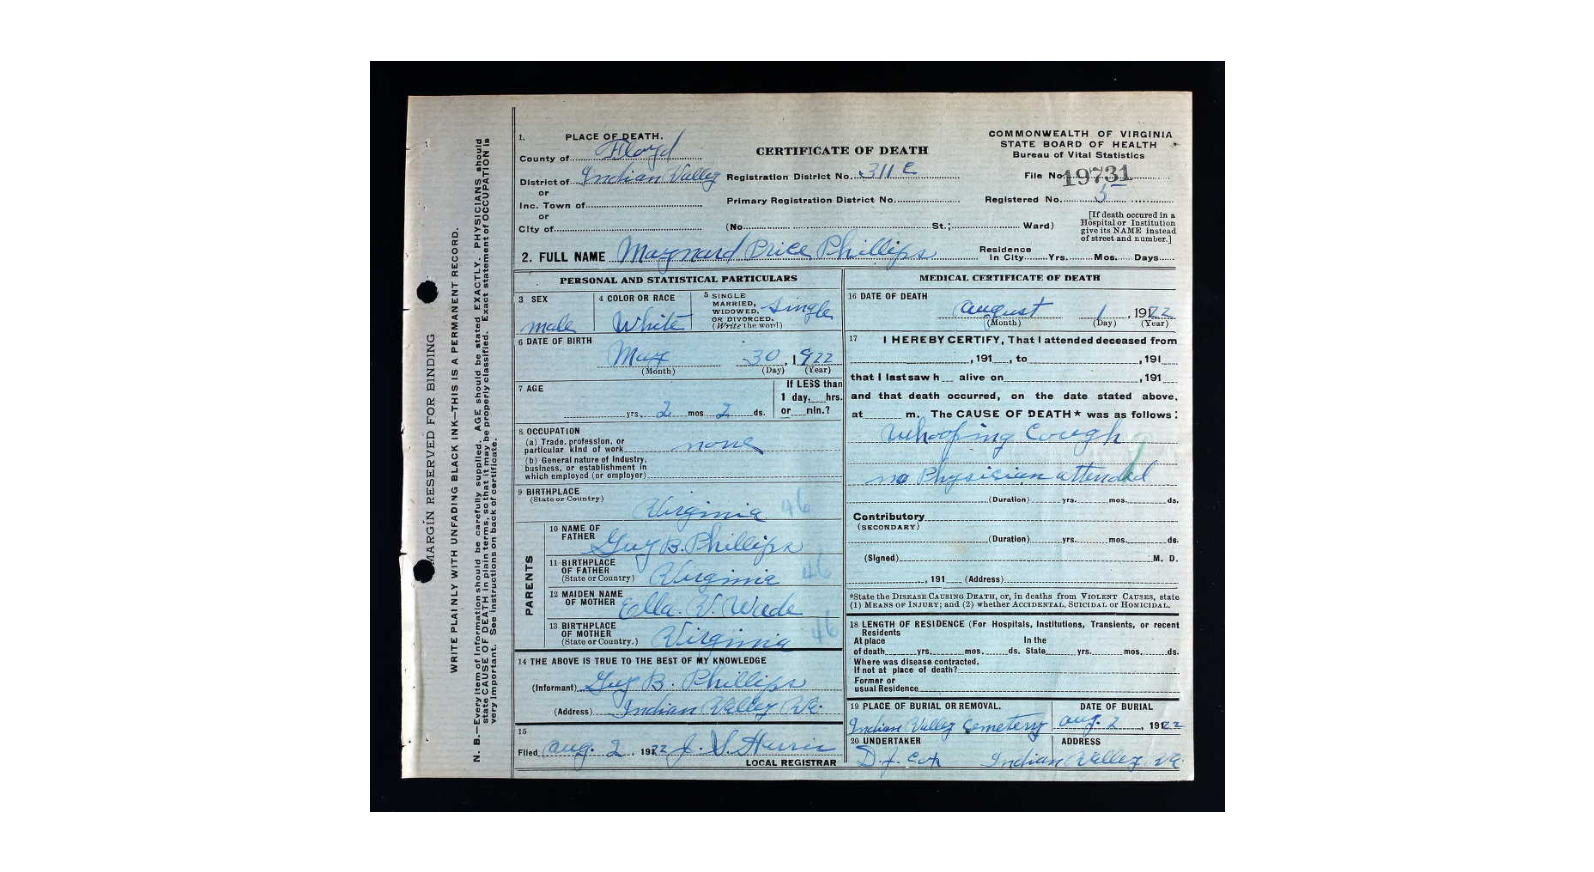 1. PLACE OF DEATH.
County of Floyd
District of Indian Valley
or
Inc. Town of
or
City of
CERTIFICATE OF DEATH
Registration District No. 311 C
Primary Registration District No.
(No. St.; Ward)
COMMONWEALTH OF VIRGINIA
STATE BOARD OF HEALTH
Bureau of Vital Statistics
File No. 19731
Registered No. 5
[If death occured in a
Hospital or Institution
give its NAME instead
of street and number.]
2. FULL NAME Maynard Price Phillips
Residence
In City Yrs. Mos. Days
PERSONAL AND STATISTICAL PARTICULARS
3 SEX
male
4 COLOR OR RACE
White
5 SINGLE
MARRIED,
WIDOWED,
OR DIVORCED.
(Write the word)
Single
6 DATE OF BIRTH
May 30, 1922
(Month) (Day) (Year)
7 AGE
yrs. 2 mos 2 ds.
If LESS than
1 day, hrs.
or min.?
8 OCCUPATION
(a) Trade, profession, or
particular kind of work none
(b) General nature of Industry,
business, or establishment in
which employed (or employer)
9 BIRTHPLACE
(State or Country)
Virginia 46
PARENTS
10 NAME OF
FATHER
Guy B. Phillips
11 BIRTHPLACE
OF FATHER
(State or Country) Virginia 46
12 MAIDEN NAME
OF MOTHER Ella. V. Wade
13 BIRTHPLACE
OF MOTHER
(State or Country.) Virginia 46
14 THE ABOVE IS TRUE TO THE BEST OF MY KNOWLEDGE
(Informant) Guy B. Phillips
(Address) Indian Valley Va.
15
Filed Aug. 2, 1922 J. S. Harris
LOCAL REGISTRAR
MEDICAL CERTIFICATE OF DEATH
16 DATE OF DEATH
August 1, 1922
(Month) (Day) (Year)
17 I HEREBY CERTIFY, That I attended deceased from
, 191 , to , 191
that I last saw h alive on , 191
and that death occurred, on the date stated above,
at m. The CAUSE OF DEATH* was as follows:
Whooping Cough
no Physician attended
(Duration) yrs. mos. ds.
Contributory
(SECONDARY)
(Duration) yrs. mos. ds.
(Signed) M. D.
, 191 (Address)
*State the DISEASE CAUSING DEATH, or, in deaths from VIOLENT CAUSES, state
(1) MEANS OF INJURY; and (2) whether ACCIDENTAL, SUICIDAL or HOMICIDAL.
18 LENGTH OF RESIDENCE (For Hospitals, Institutions, Transients, or recent
Residents
At place In the
of death yrs. mos. ds. State yrs. mos. ds.
Where was disease contracted,
If not at place of death?
Former or
usual Residence
19 PLACE OF BURIAL OR REMOVAL.
Indian Valley Cemetery
DATE OF BURIAL
Aug. 2, 1922
20 UNDERTAKER
D. J.
ADDRESS
Indian Valley Va.
MARGIN RESERVED FOR BINDING
WRITE PLAINLY WITH UNFADING BLACK INK—THIS IS A PERMANENT RECORD.
N. B.—Every item of information should be carefully supplied. AGE should be stated EXACTLY. PHYSICIANS should
state CAUSE OF DEATH in plain terms, so that it may be properly classified. Exact statement of OCCUPATION is
very important. See instructions on back of certificate.